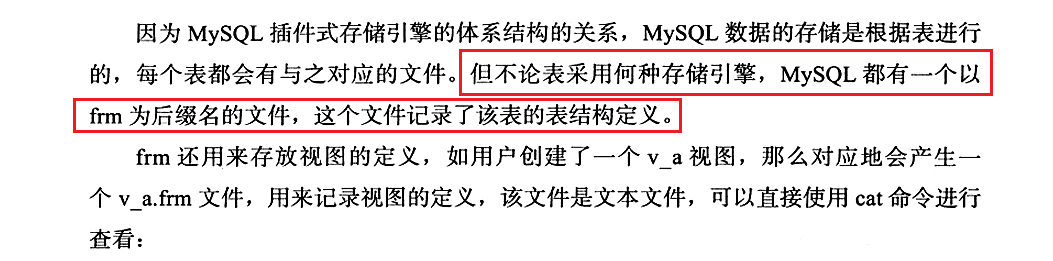 因为 MySQL 插件式存储引擎的体系结构的关系，MySQL 数据的存储是根据表进行
的，每个表都会有与之对应的文件。但不论表采用何种存储引擎，MySQL 都有一个以
frm 为后缀名的文件，这个文件记录了该表的表结构定义。
frm 还用来存放视图的定义，如用户创建了一个 v_a 视图，那么对应地会产生一
个 v_a.frm 文件，用来记录视图的定义，该文件是文本文件，可以直接使用 cat 命令进行
查看：